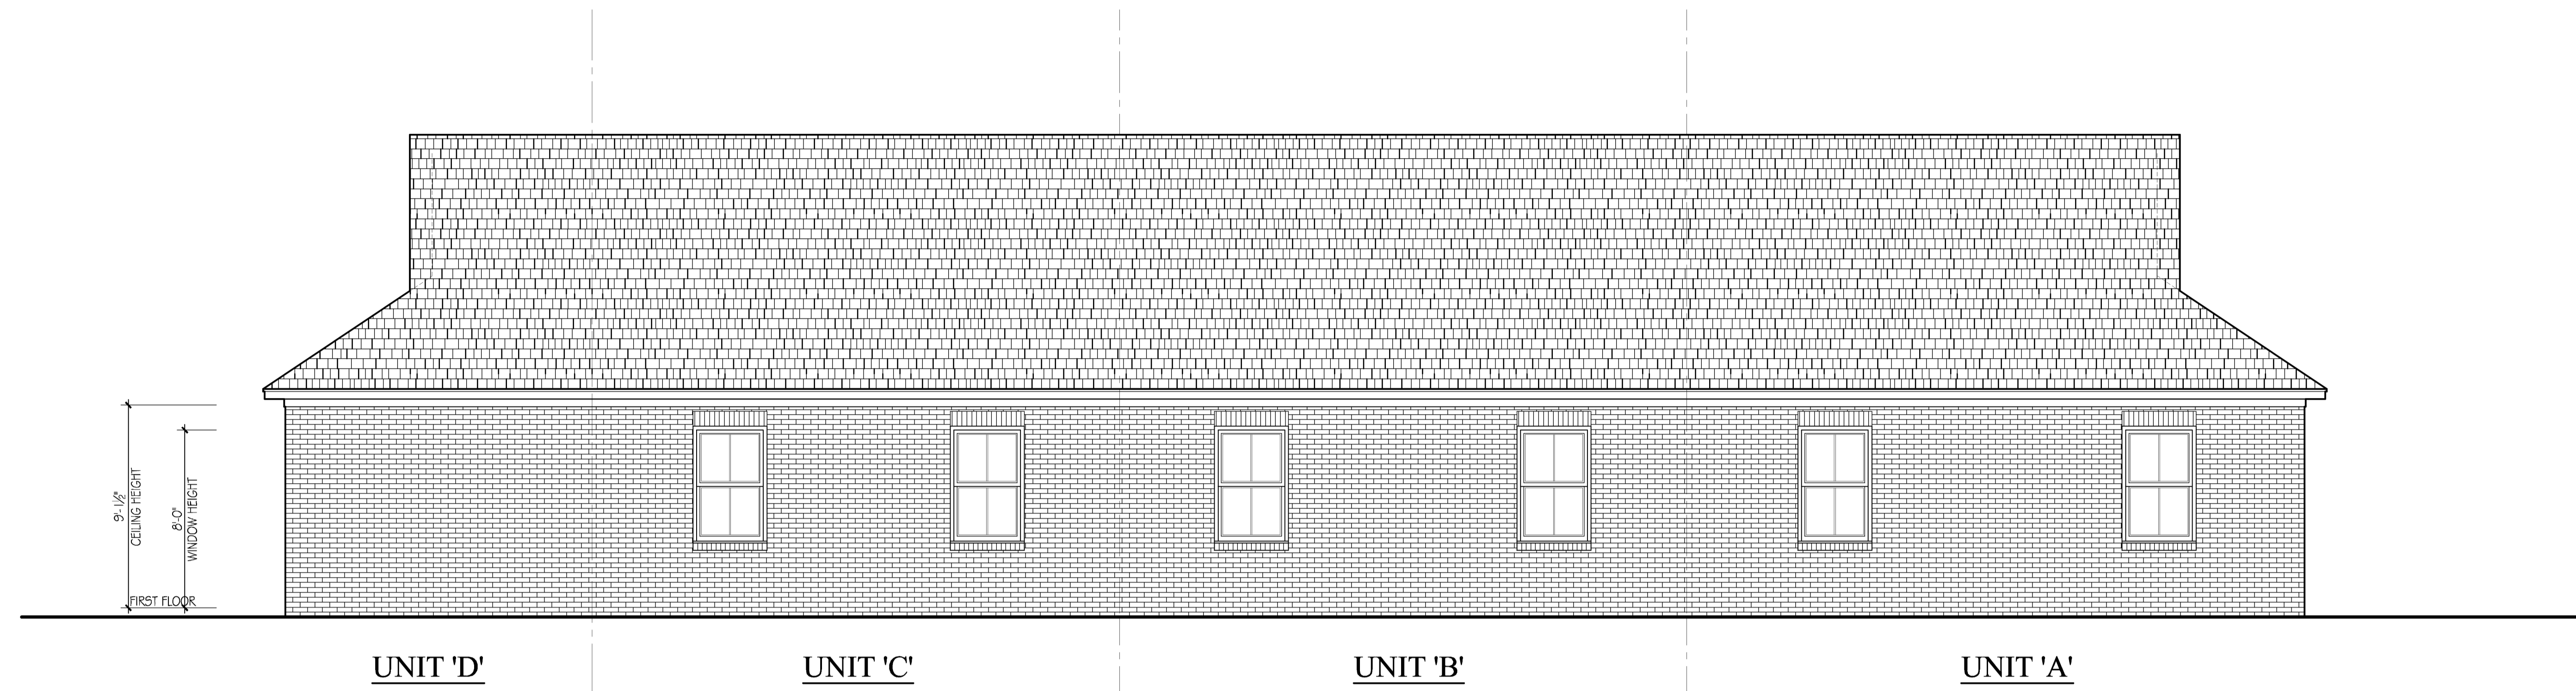 9'-1½"
CEILING HEIGHT
8'-0"
WINDOW HEIGHT
FIRST FLOOR
UNIT 'D'
UNIT 'C'
UNIT 'B'
UNIT 'A'